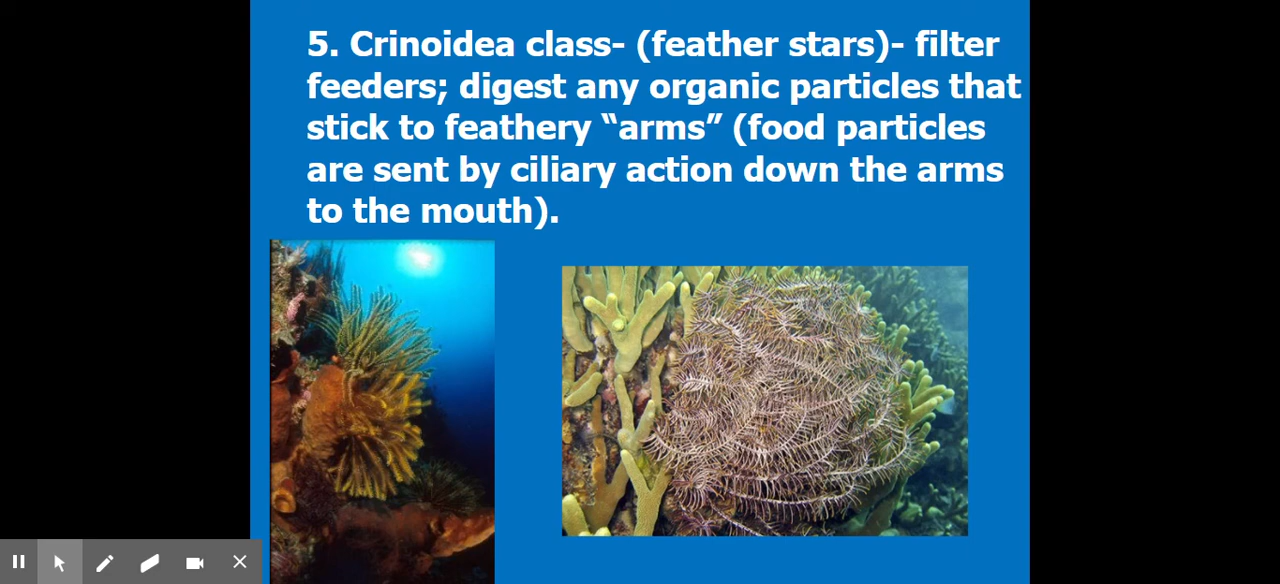 5. Crinoidea class- (feather stars)- filter
feeders; digest any organic particles that
stick to feathery “arms” (food particles
are sent by ciliary action down the arms
to the mouth).